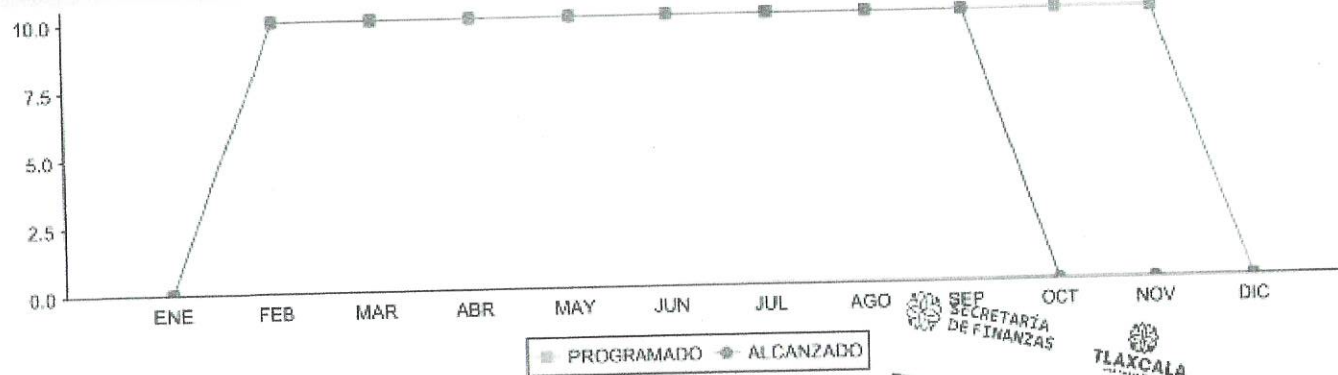 10.0
7.5
5.0
2.5
0.0
ENE FEB MAR ABR MAY JUN JUL AGO SEP OCT NOV DIC
PROGRAMADO ALCANZADO
SECRETARÍA
DE FINANZAS
TLAXCALA